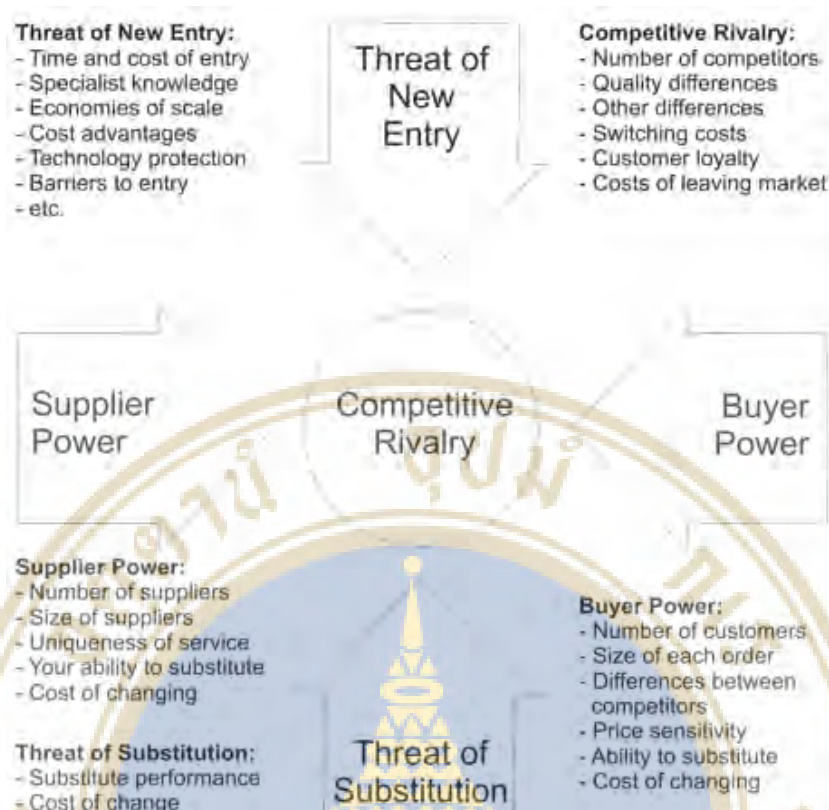 Threat of New Entry:
- Time and cost of entry
- Specialist knowledge
- Economies of scale
- Cost advantages
- Technology protection
- Barriers to entry
- etc.
Threat of
New
Entry
Competitive Rivalry:
- Number of competitors
- Quality differences
- Other differences
- Switching costs
- Customer loyalty
- Costs of leaving market
Supplier
Power
Competitive
Rivalry
Buyer
Power
Supplier Power:
- Number of suppliers
- Size of suppliers
- Uniqueness of service
- Your ability to substitute
- Cost of changing
Buyer Power:
- Number of customers
- Size of each order
- Differences between
competitors
- Price sensitivity
- Ability to substitute
- Cost of changing
Threat of Substitution:
- Substitute performance
- Cost of change
Threat of
Substitution